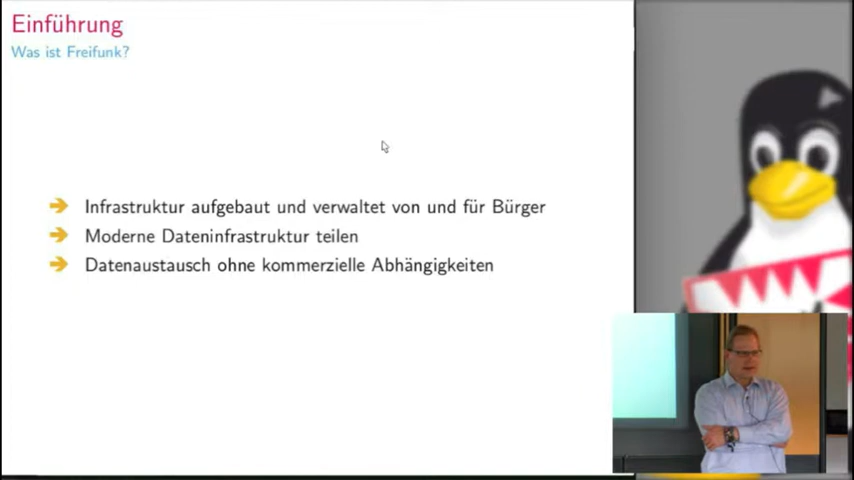 Einführung
Was ist Freifunk?
Infrastruktur aufgebaut und verwaltet von und für Bürger
Moderne Dateninfrastruktur teilen
Datenaustausch ohne kommerzielle Abhängigkeiten